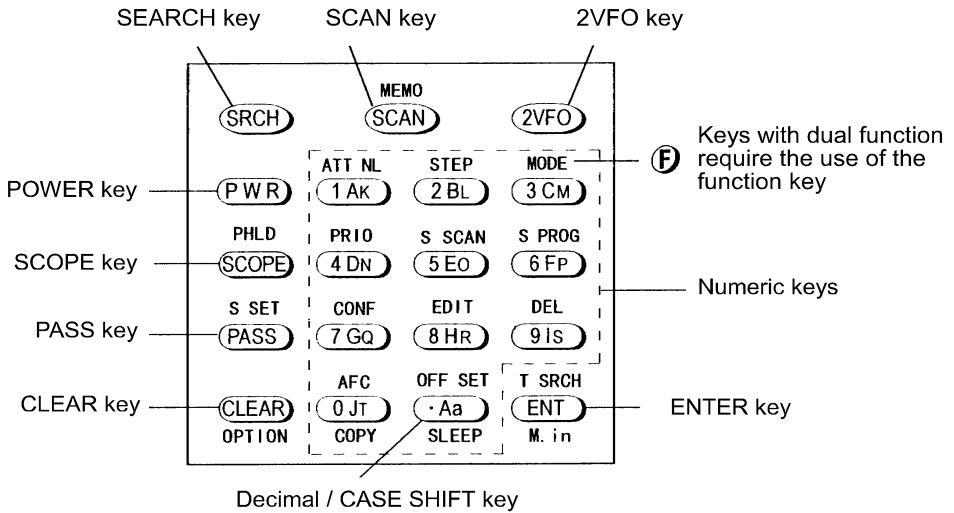 SEARCH key SCAN key 2VFO key
MEMO
SRCH SCAN 2VFO
Keys with dual function
F require the use of the
function key
ATT NL STEP MODE
POWER key PWR 1 AK 2 BL 3 CM
PHLD PRIO S SCAN S PROG
SCOPE key SCOPE 4 DN 5 EO 6 FP
Numeric keys
S SET CONF EDIT DEL
PASS key PASS 7 GQ 8 HR 9 IS
AFC OFF SET T SRCH
CLEAR key CLEAR 0 JT ·Aa ENT ENTER key
OPTION COPY SLEEP M. in
Decimal / CASE SHIFT key